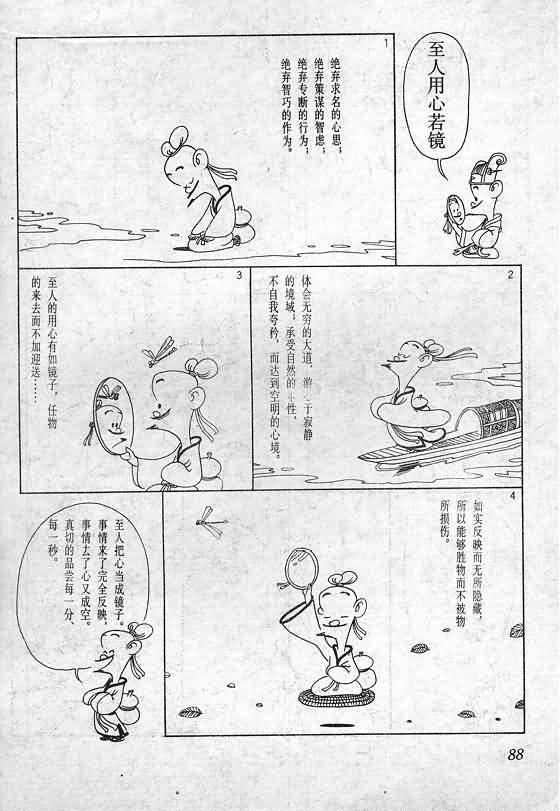 至人用心若镜
1
绝弃求名的心思；
绝弃策谋的智虑；
绝弃专断的行为；
绝弃智巧的作为。
2
体会无穷的大道，游于寂静
的境域；承受自然的性，
不自我夸矜，而达到空明的心境。
3
至人的用心有如镜子，任物
的来去而不加迎送……
4
如实反映而无所隐藏，
所以能够胜物而不被物
所损伤。
至人把心当成镜子。
事情来了完全反映，
事情去了心又成空。
真切的品尝每一分、
每一秒。
88